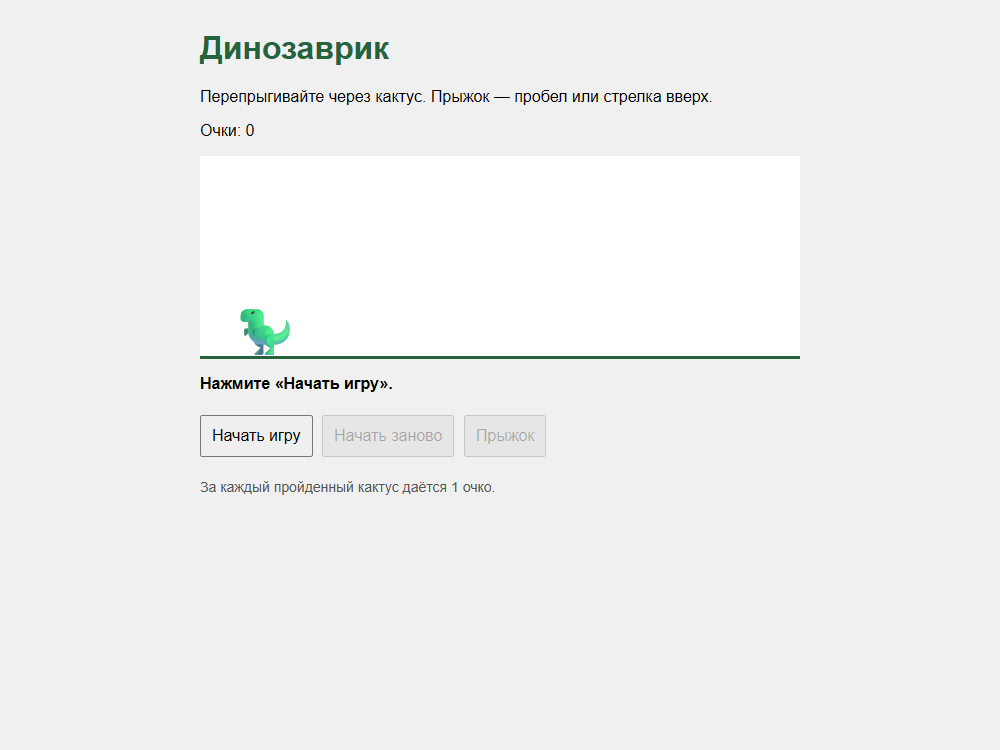 Динозаврик
Перепрыгивайте через кактус. Прыжок — пробел или стрелка вверх.
Очки: 0
Нажмите «Начать игру».
Начать игру
Начать заново
Прыжок
За каждый пройденный кактус даётся 1 очко.